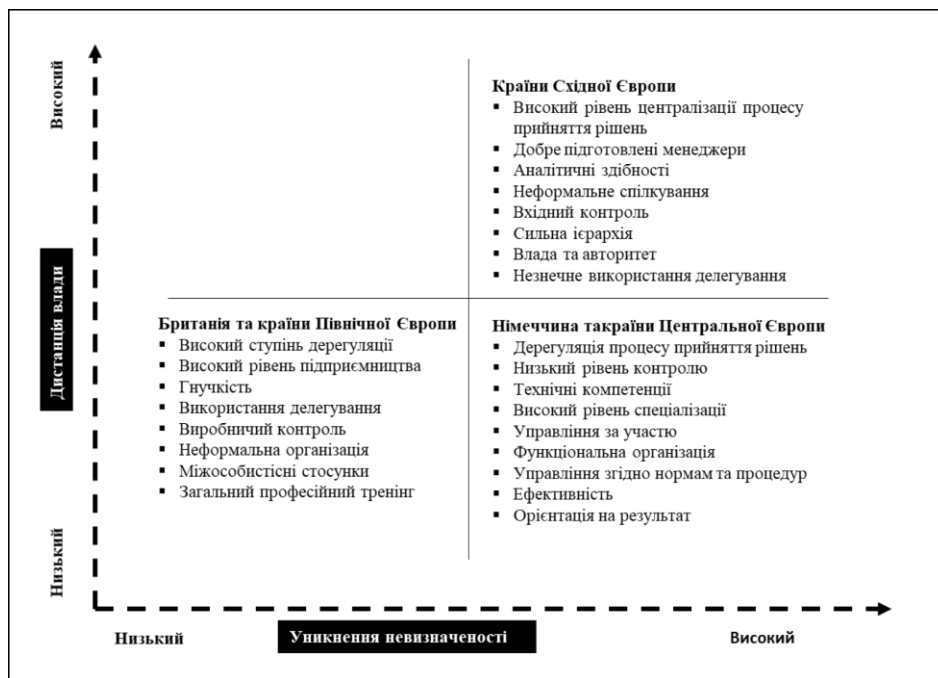 Високий
Дистанція влади
Низький
Країни Східної Європи
▪ Високий рівень централізації процесу
прийняття рішень
▪ Добре підготовлені менеджери
▪ Аналітичні здібності
▪ Неформальне спілкування
▪ Вхідний контроль
▪ Сильна ієрархія
▪ Влада та авторитет
▪ Незнечне використання делегування
Британія та країни Північної Європи
▪ Високий ступінь дерегуляції
▪ Високий рівень підприємництва
▪ Гнучкість
▪ Використання делегування
▪ Виробничий контроль
▪ Неформальна організація
▪ Міжособистісні стосунки
▪ Загальний професійний тренінг
Німеччина такраїни Центральної Європи
▪ Дерегуляція процесу прийняття рішень
▪ Низький рівень контролю
▪ Технічні компетенції
▪ Високий рівень спеціалізації
▪ Управління за участю
▪ Функціональна організація
▪ Управління згідно нормам та процедур
▪ Ефективність
▪ Орієнтація на результат
Низький
Уникнення невизначеності
Високий